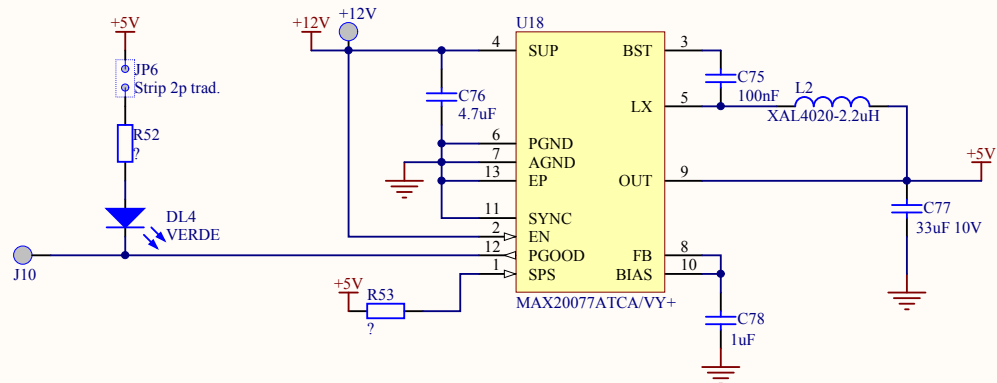 +5V
JP6
Strip 2p trad.
R52
?
DL4
VERDE
J10
+12V
+12V
C76
4.7uF
+5V
R53
?
U18
4 SUP
BST 3
LX 5
6 PGND
7 AGND
13 EP
OUT 9
11 SYNC
2 EN
12 PGOOD
FB 8
1 SPS
BIAS 10
MAX20077ATCA/VY+
C75
100nF
L2
XAL4020-2.2uH
+5V
C77
33uF 10V
C78
1uF